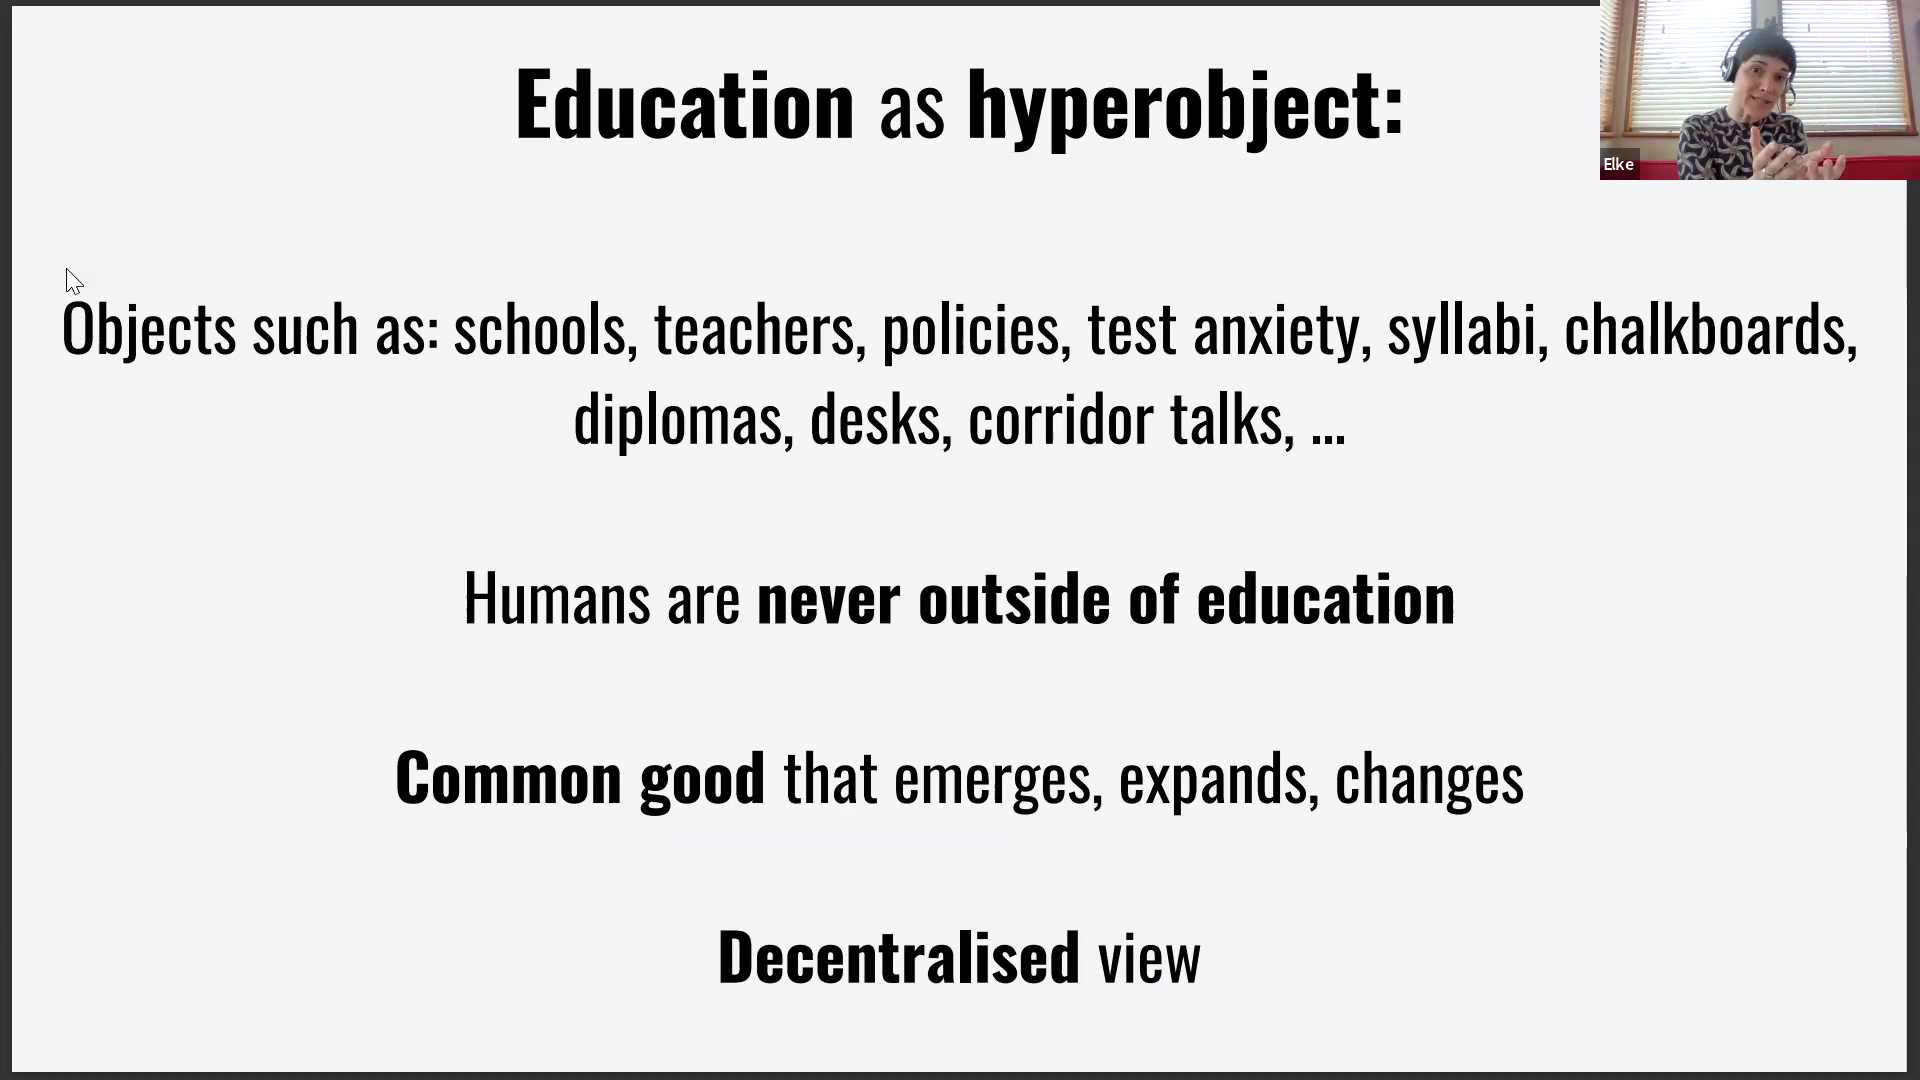 Education as hyperobject:
Elke
Objects such as: schools, teachers, policies, test anxiety, syllabi, chalkboards,
diplomas, desks, corridor talks, ...
Humans are never outside of education
Common good that emerges, expands, changes
Decentralised view